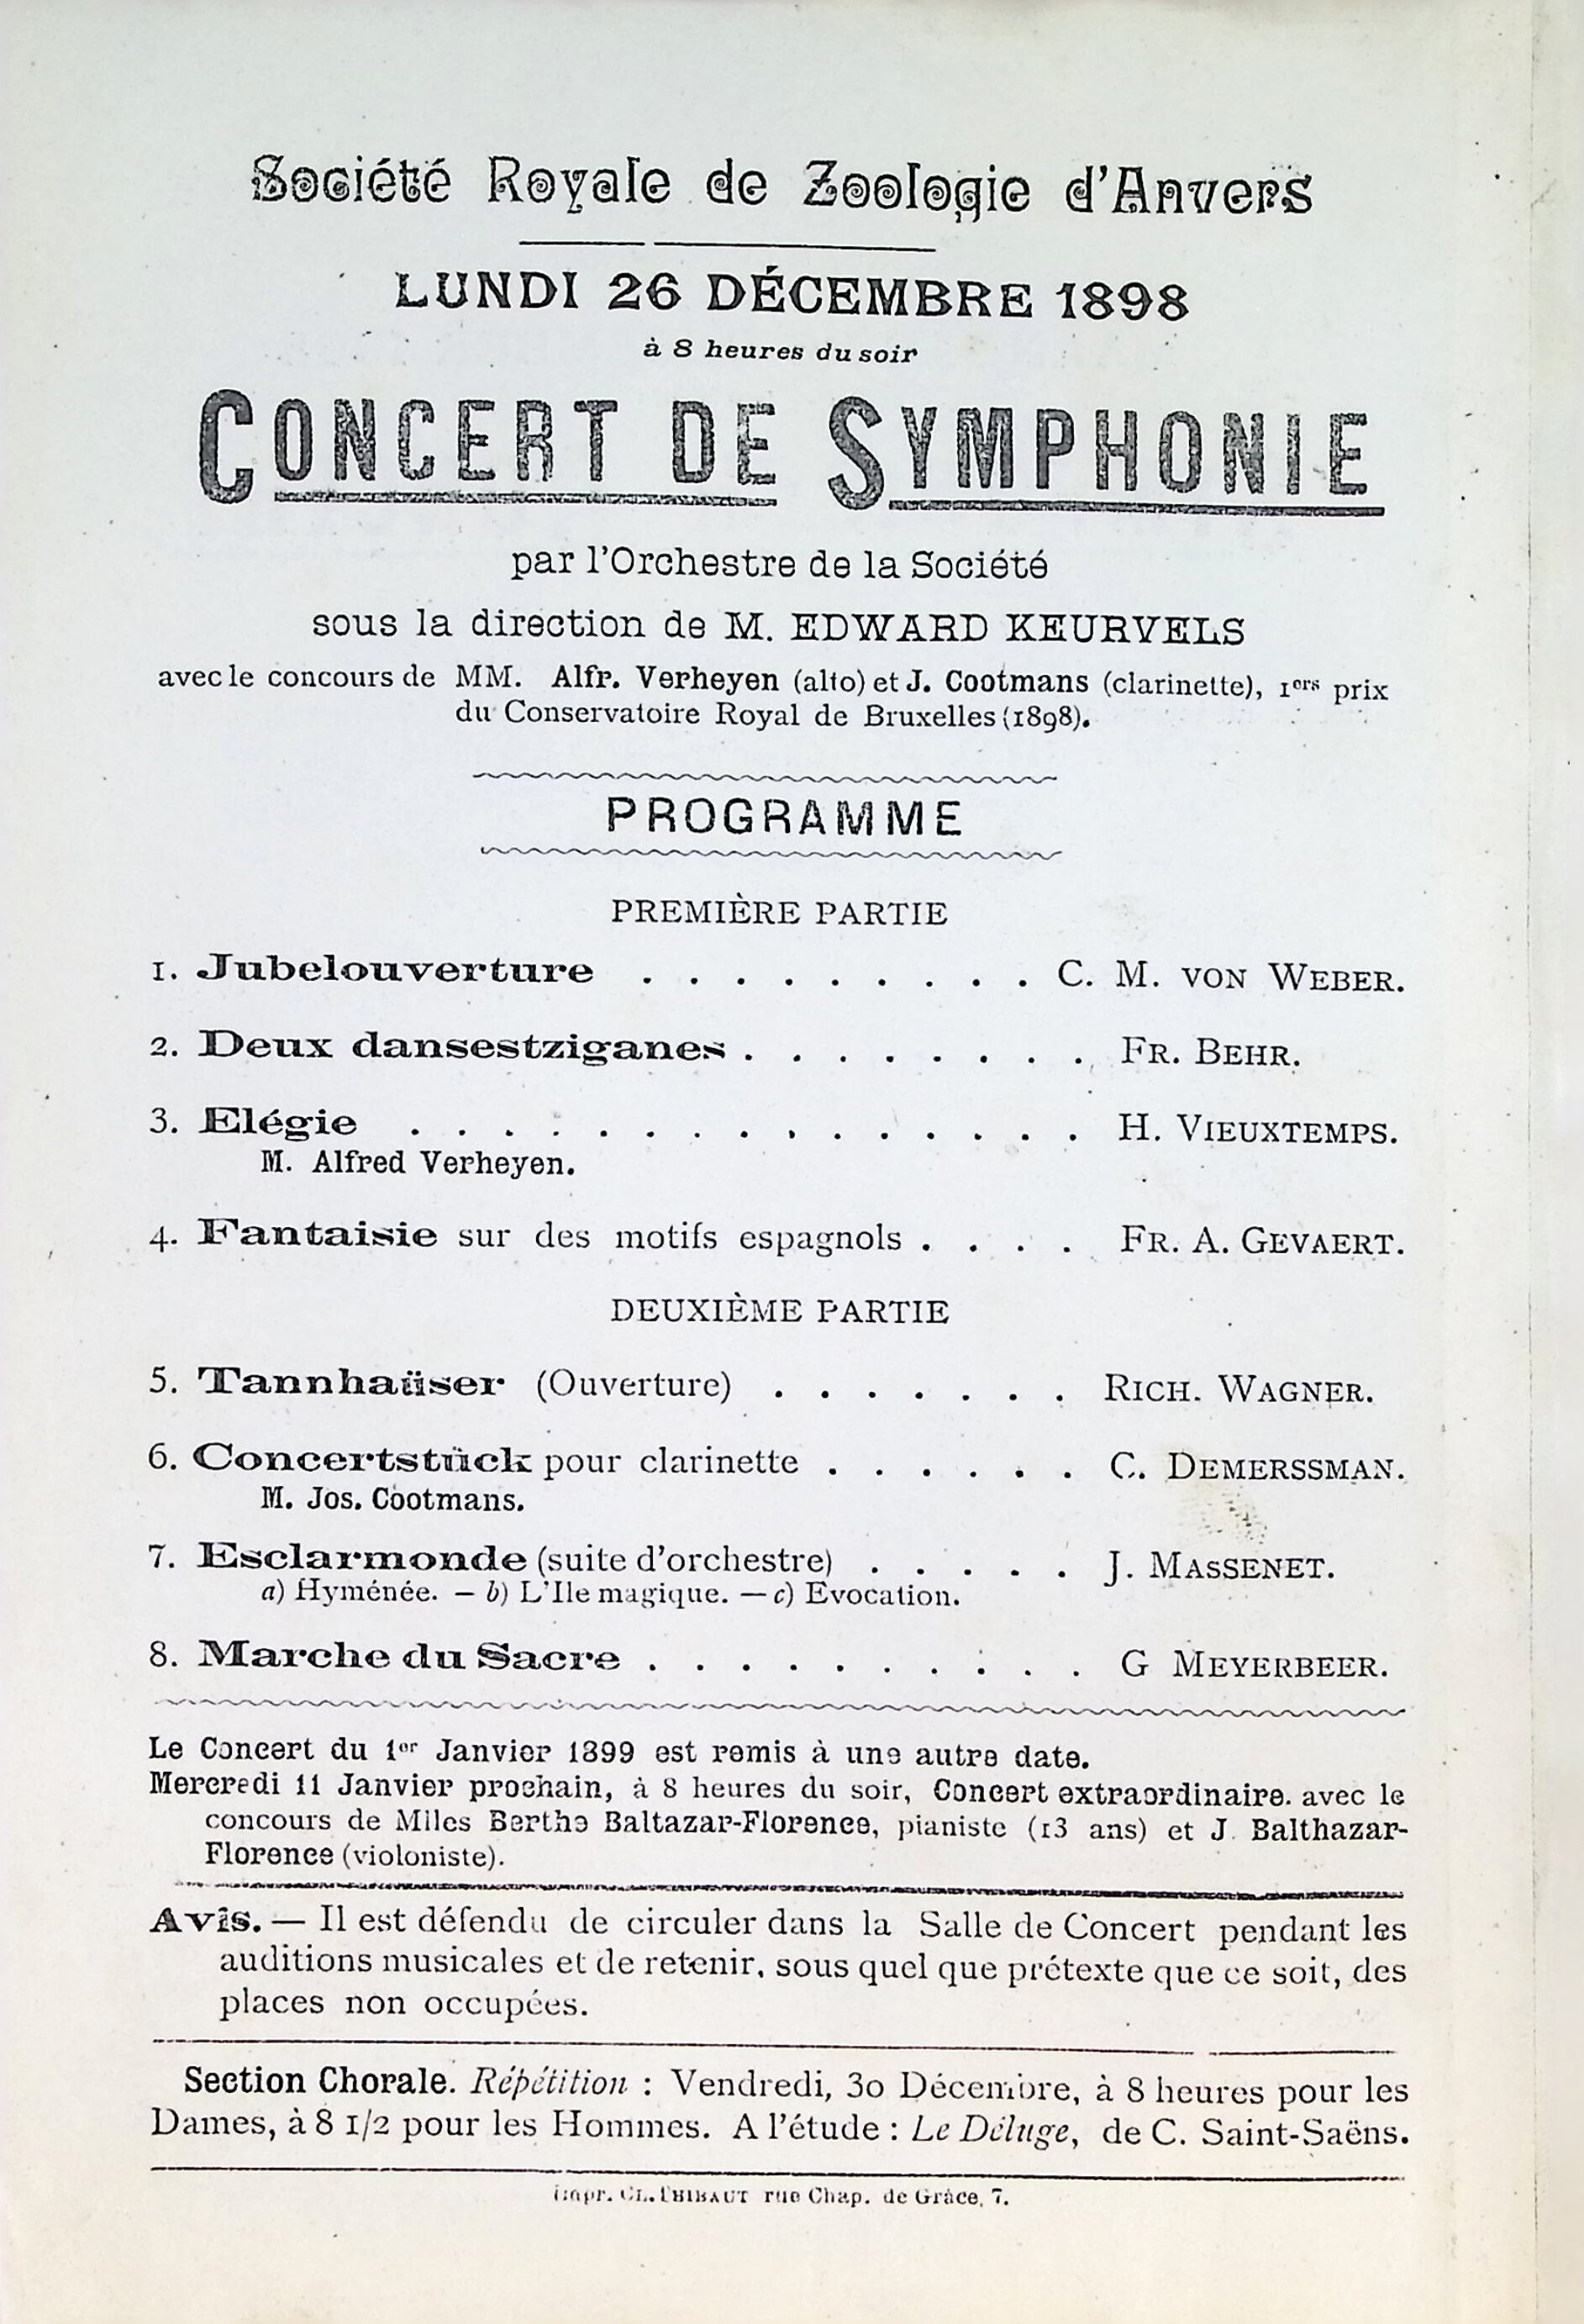 Société Royale de Zoologie d'Anvers
LUNDI 26 DÉCEMBRE 1898
à 8 heures du soir
CONCERT DE SYMPHONIE
par l'Orchestre de la Société
sous la direction de M. EDWARD KEURVELS
avec le concours de MM. Alfr. Verheyen (alto) et J. Cootmans (clarinette), 1ers prix
du Conservatoire Royal de Bruxelles (1898).
PROGRAMME
PREMIÈRE PARTIE
1. Jubelouverture . . . . . . . . . C. M. VON WEBER.
2. Deux dansestziganes . . . . . . . . FR. BEHR.
3. Elégie . . . . . . . . . . . . . . . H. VIEUXTEMPS.
M. Alfred Verheyen.
4. Fantaisie sur des motifs espagnols . . . . FR. A. GEVAERT.
DEUXIÈME PARTIE
5. Tannhaüser (Ouverture) . . . . . . . RICH. WAGNER.
6. Concertstück pour clarinette . . . . . . C. DEMERSSMAN.
M. Jos. Cootmans.
7. Esclarmonde (suite d'orchestre) . . . . . J. MASSENET.
a) Hyménée. — b) L'Ile magique. — c) Evocation.
8. Marche du Sacre . . . . . . . . . . G MEYERBEER.
Le Concert du 1er Janvier 1899 est remis à une autre date.
Mercredi 11 Janvier prochain, à 8 heures du soir, Concert extraordinaire. avec le
concours de Mlles Berthe Baltazar-Florence, pianiste (13 ans) et J. Balthazar-
Florence (violoniste).
Avis. — Il est défendu de circuler dans la Salle de Concert pendant les
auditions musicales et de retenir, sous quel que prétexte que ce soit, des
places non occupées.
Section Chorale. Répétition : Vendredi, 30 Décembre, à 8 heures pour les
Dames, à 8 1/2 pour les Hommes. A l'étude : Le Déluge, de C. Saint-Saëns.
Impr. CL. THIBAUT rue Chap. de Grâce, 7.